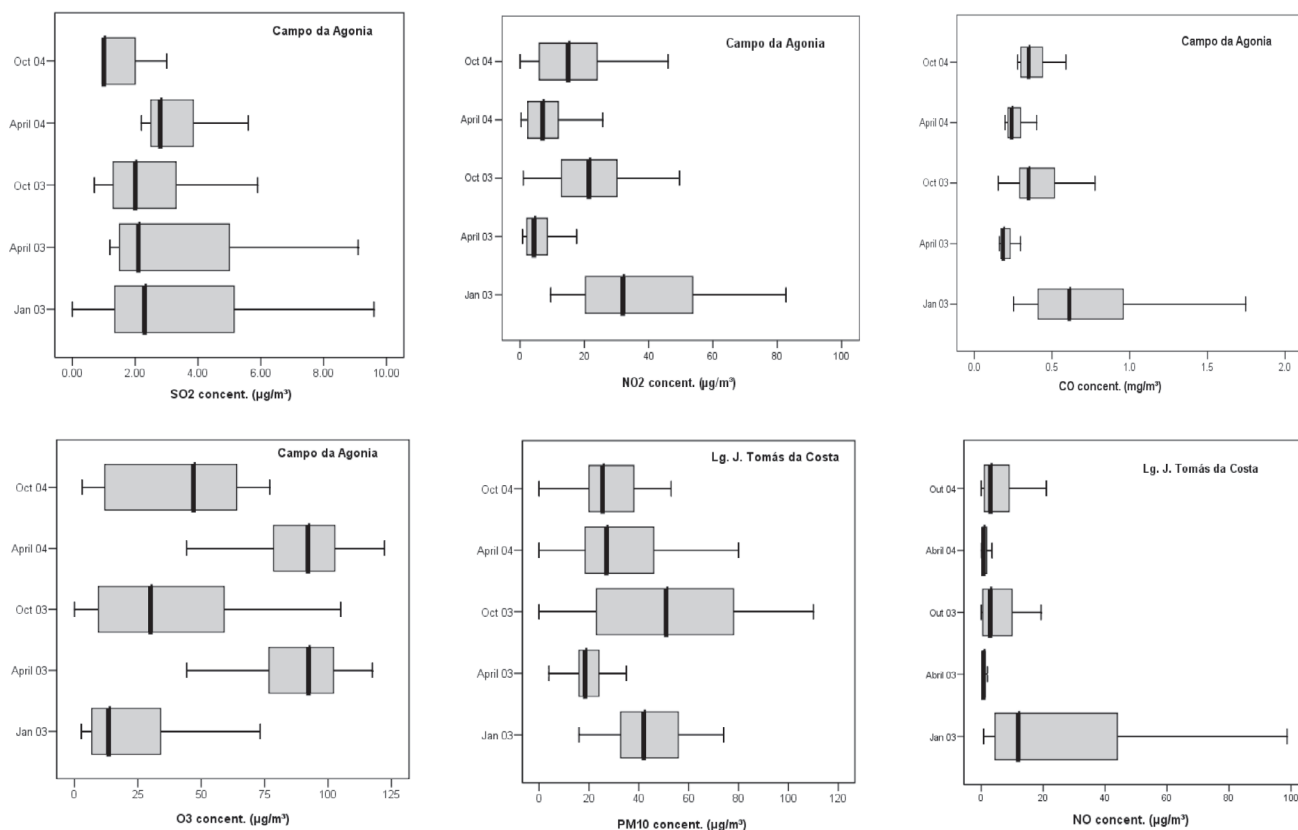 Campo da Agonia
Oct 04
April 04
Oct 03
April 03
Jan 03
0.00 2.00 4.00 6.00 8.00 10.00
SO2 concent. (µg/m³)
Campo da Agonia
Oct 04
April 04
Oct 03
April 03
Jan 03
0 20 40 60 80 100
NO2 concent. (µg/m³)
Campo da Agonia
Oct 04
April 04
Oct 03
April 03
Jan 03
0.0 0.5 1.0 1.5 2.0
CO concent. (mg/m³)
Campo da Agonia
Oct 04
April 04
Oct 03
April 03
Jan 03
0 25 50 75 100 125
O3 concent. (µg/m³)
Lg. J. Tomás da Costa
Oct 04
April 04
Oct 03
April 03
Jan 03
0 20 40 60 80 100 120
PM10 concent. (µg/m³)
Lg. J. Tomás da Costa
Out 04
Abril 04
Out 03
Abril 03
Jan 03
0 20 40 60 80 100
NO concent. (µg/m³)